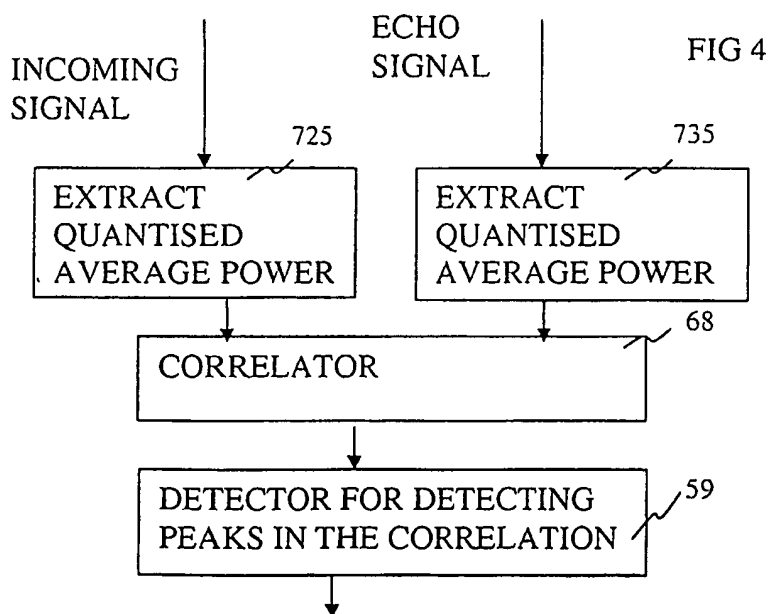 INCOMING
SIGNAL
ECHO
SIGNAL
FIG 4
725
735
EXTRACT
QUANTISED
AVERAGE POWER
EXTRACT
QUANTISED
AVERAGE POWER
68
CORRELATOR
DETECTOR FOR DETECTING
PEAKS IN THE CORRELATION
59